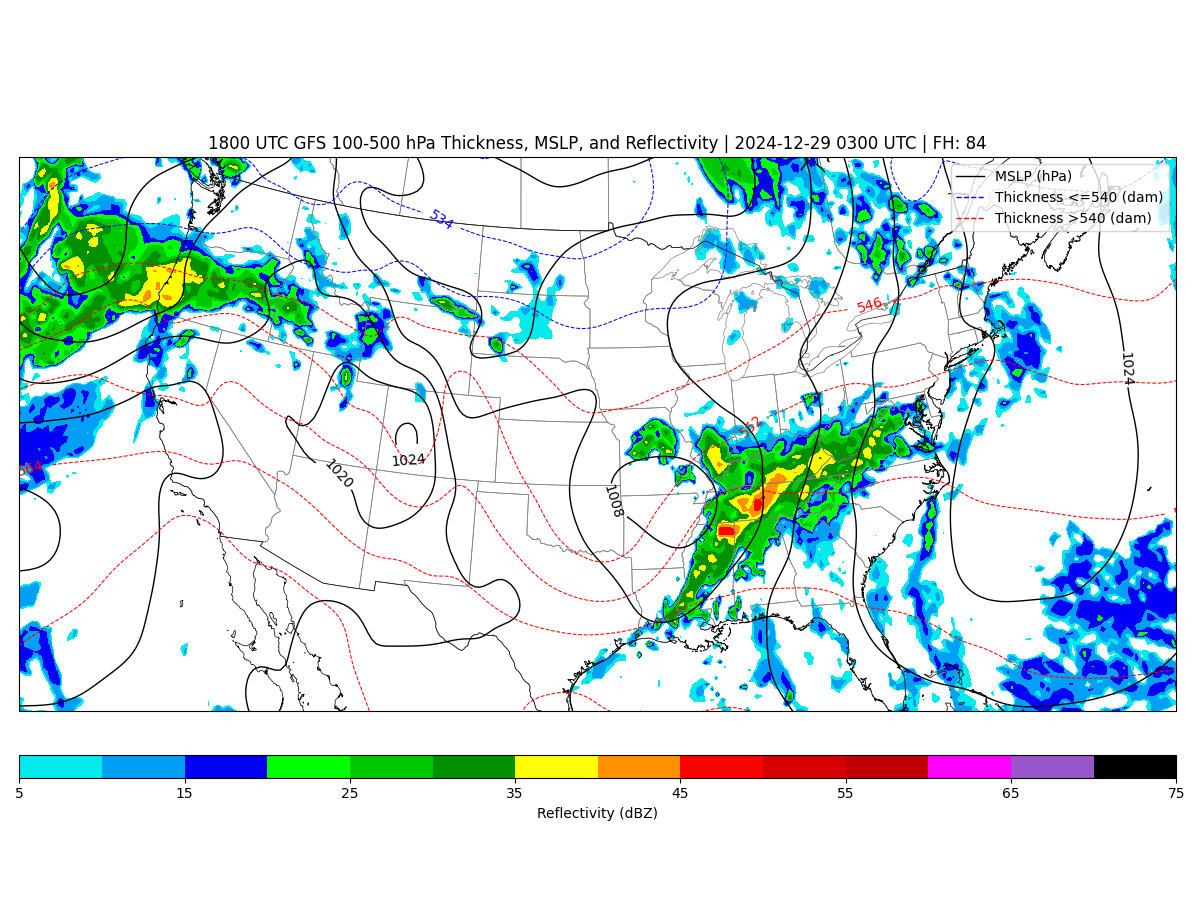 1800 UTC GFS 100-500 hPa Thickness, MSLP, and Reflectivity | 2024-12-29 0300 UTC | FH: 84
MSLP (hPa)
Thickness <=540 (dam)
Thickness >540 (dam)
534
546
1024
552
564
1024
1020
1008
5 15 25 35 45 55 65 75
Reflectivity (dBZ)